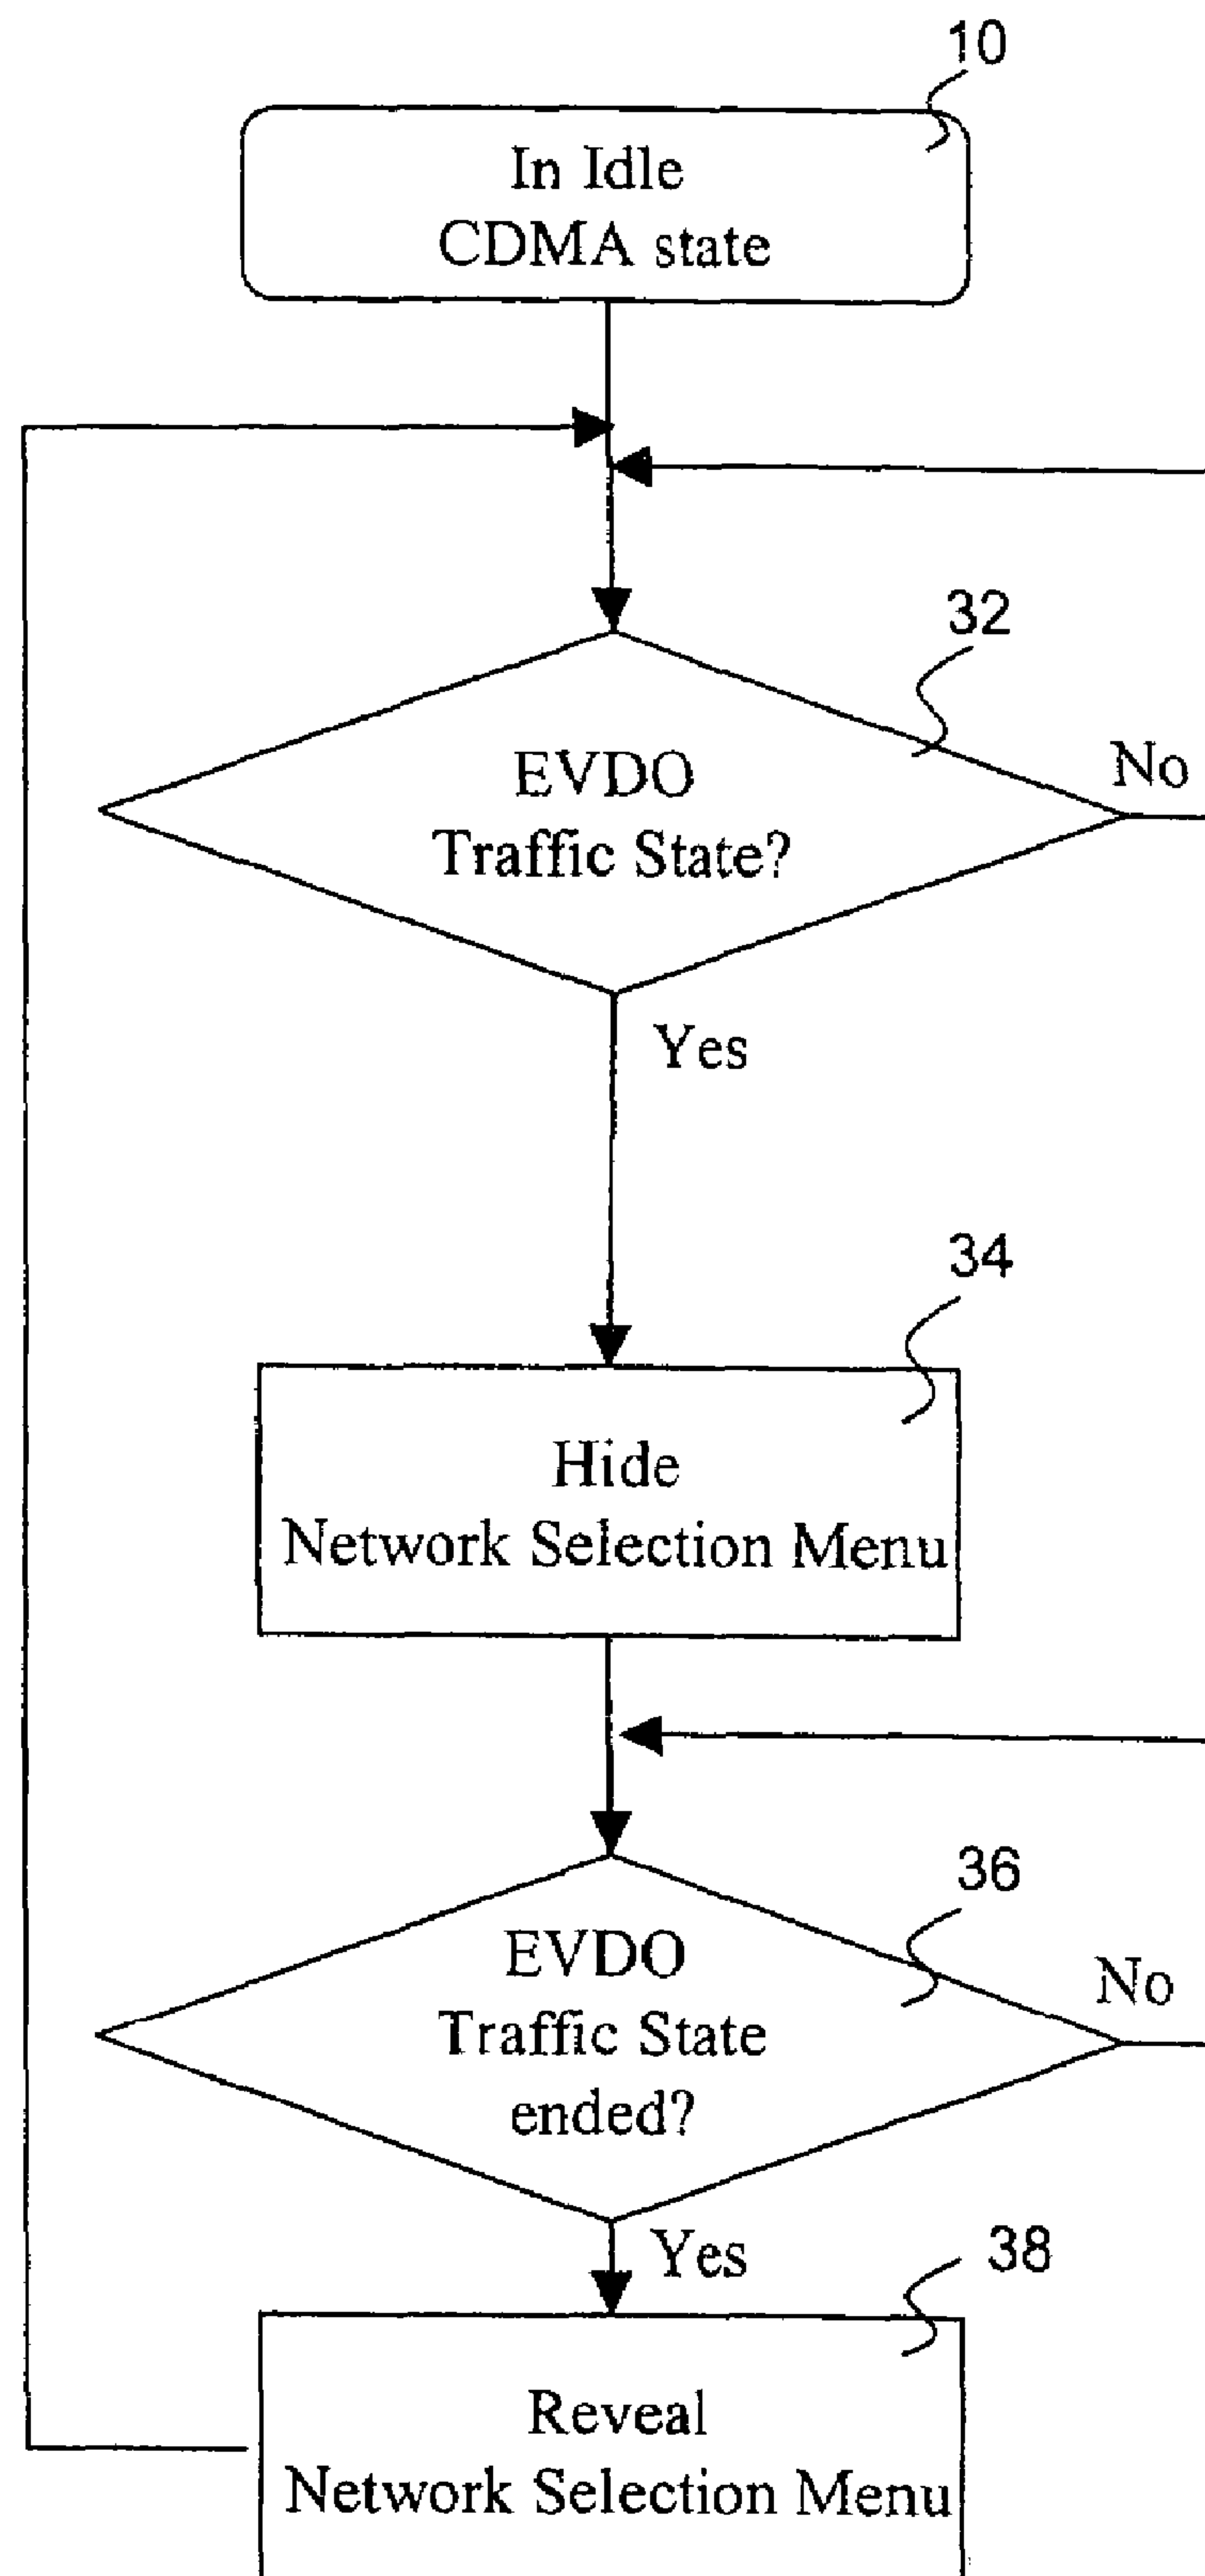 10
In Idle
CDMA state
32
No
EVDO
Traffic State?
Yes
34
Hide
Network Selection Menu
36
No
EVDO
Traffic State
ended?
Yes
38
Reveal
Network Selection Menu